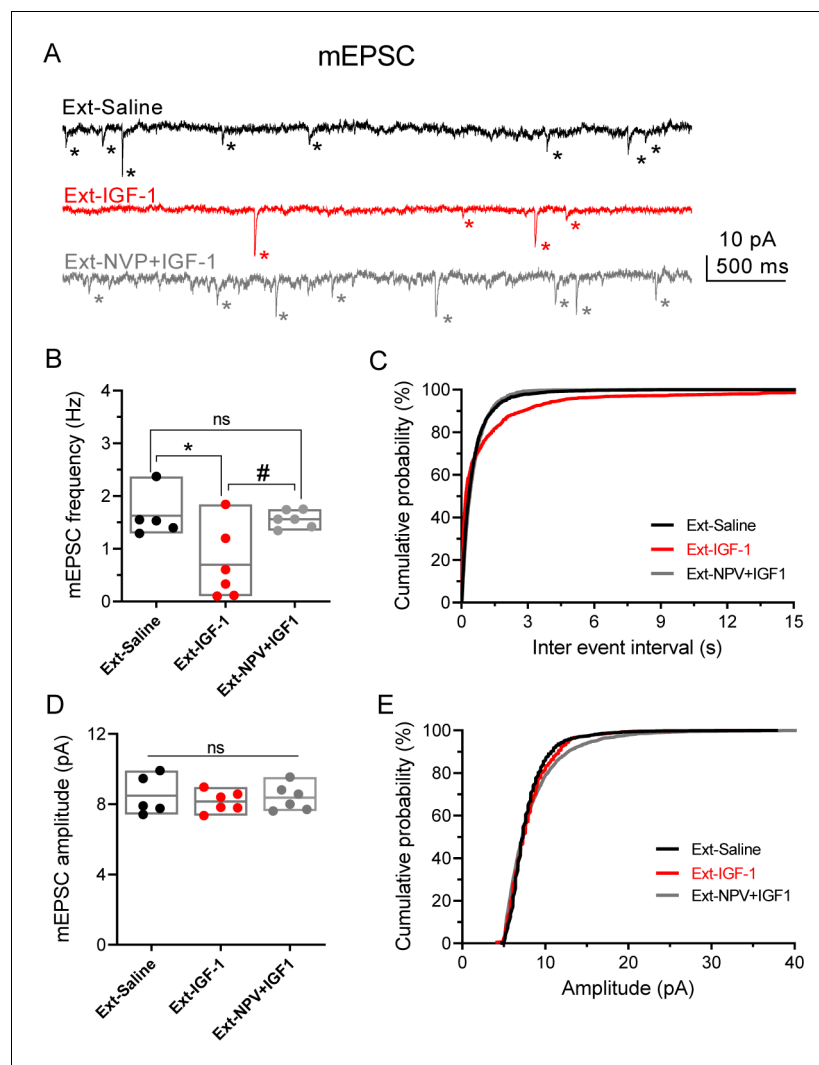 A
mEPSC
Ext-Saline
* * * * * * * *
Ext-IGF-1
* * * *
10 pA
500 ms
Ext-NVP+IGF-1
* * * * * * * *
B
mEPSC frequency (Hz)
4
3
2
1
0
ns
*
#
Ext-Saline
Ext-IGF-1
Ext-NPV+IGF1
C
Cumulative probability (%)
100
80
60
40
20
0
Ext-Saline
Ext-IGF-1
Ext-NPV+IGF1
0 3 6 9 12 15
Inter event interval (s)
D
mEPSC amplitude (pA)
12
8
4
0
ns
Ext-Saline
Ext-IGF-1
Ext-NPV+IGF1
E
Cumulative probability (%)
100
80
60
40
20
0
Ext-Saline
Ext-IGF-1
Ext-NPV+IGF1
0 10 20 30 40
Amplitude (pA)